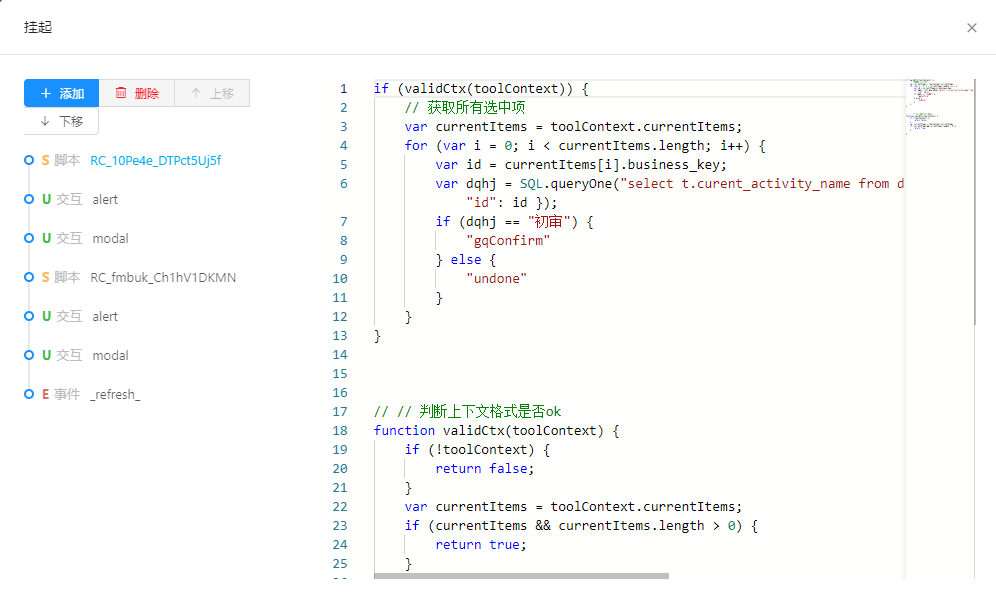 挂起
添加 删除 上移
下移
S 脚本 RC_10Pe4e_DTPct5Uj5f
U 交互 alert
U 交互 modal
S 脚本 RC_fmbuk_Ch1hV1DKMN
U 交互 alert
U 交互 modal
E 事件 _refresh_
1 if (validCtx(toolContext)) {
2 // 获取所有选中项
3 var currentItems = toolContext.currentItems;
4 for (var i = 0; i < currentItems.length; i++) {
5 var id = currentItems[i].business_key;
6 var dqhj = SQL.queryOne("select t.curent_activity_name from d
"id": id });
7 if (dqhj == "初审") {
8 "gqConfirm"
9 } else {
10 "undone"
11 }
12 }
13 }
14
15
16
17 // // 判断上下文格式是否ok
18 function validCtx(toolContext) {
19 if (!toolContext) {
20 return false;
21 }
22 var currentItems = toolContext.currentItems;
23 if (currentItems && currentItems.length > 0) {
24 return true;
25 }